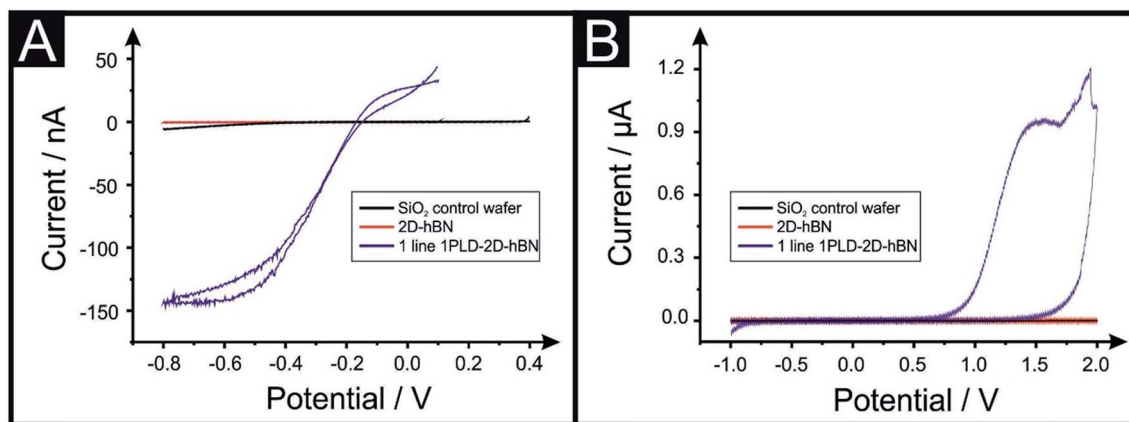 A
50
0
-50
-100
-150
Current / nA
SiO₂ control wafer
2D-hBN
1 line 1PLD-2D-hBN
-0.8 -0.6 -0.4 -0.2 0.0 0.2 0.4
Potential / V
B
1.2
0.9
0.6
0.3
0.0
Current / µA
SiO₂ control wafer
2D-hBN
1 line 1PLD-2D-hBN
-1.0 -0.5 0.0 0.5 1.0 1.5 2.0
Potential / V